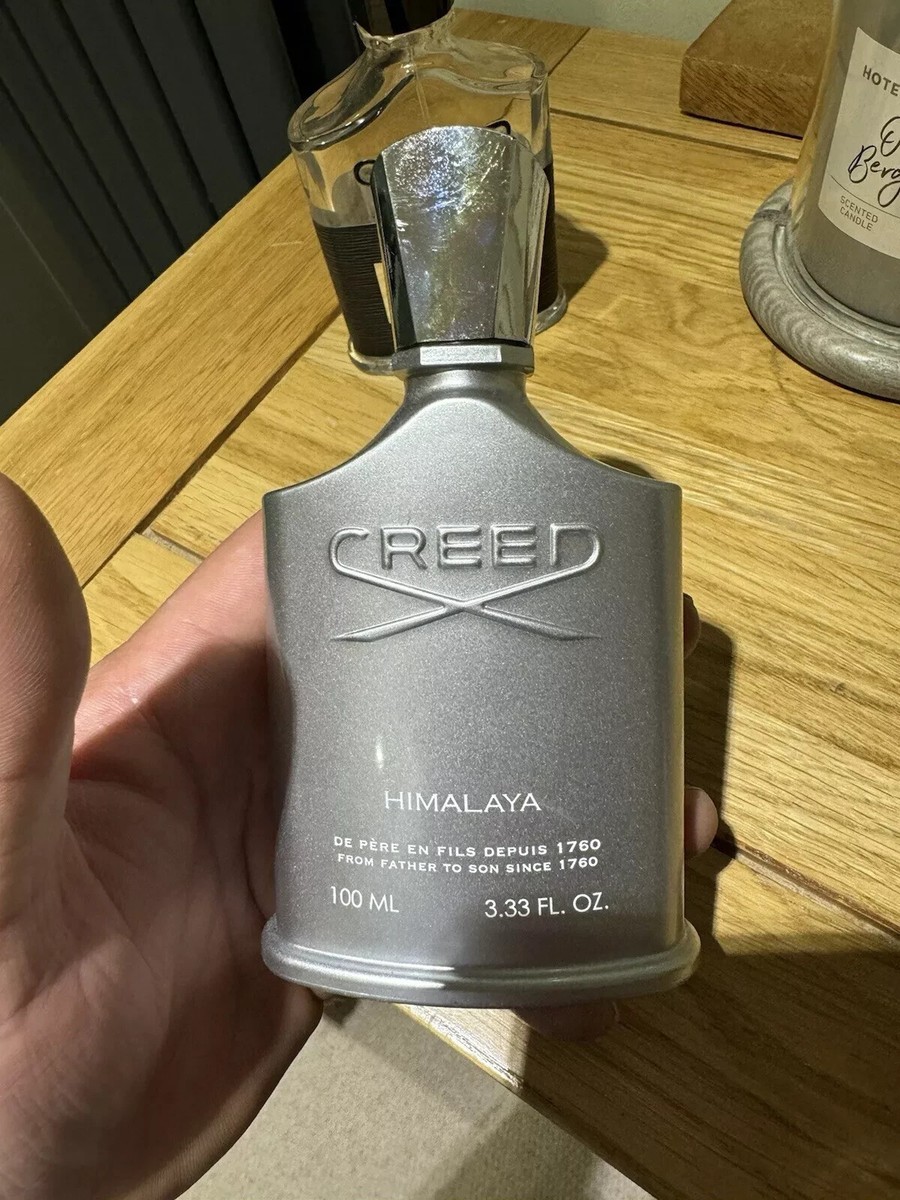 CREED
HIMALAYA
DE PÈRE EN FILS DEPUIS 1760
FROM FATHER TO SON SINCE 1760
100 ML 3.33 FL. OZ.
HOTE
SCENTED
CANDLE